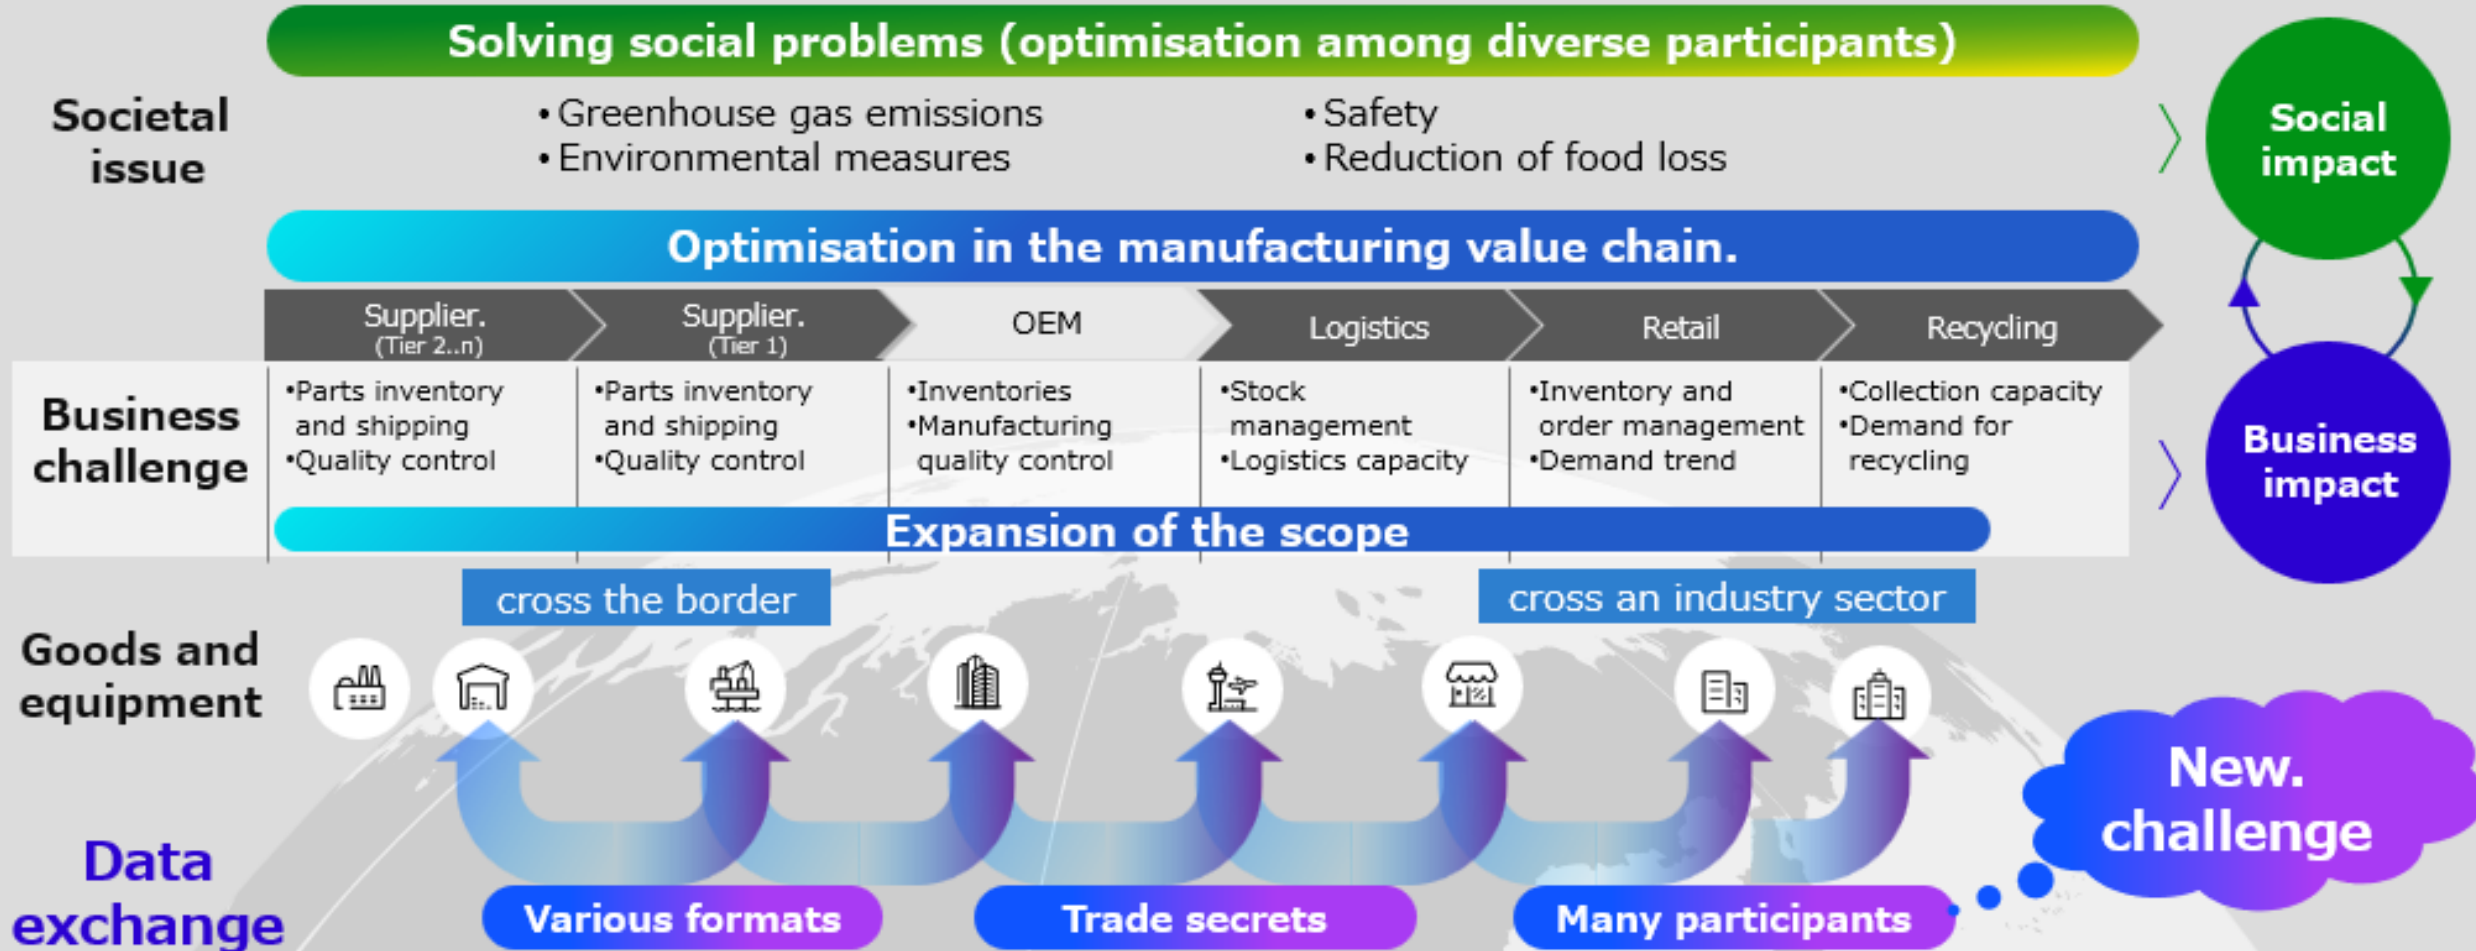 Solving social problems (optimisation among diverse participants)
Societal
issue
•Greenhouse gas emissions
•Environmental measures
•Safety
•Reduction of food loss
Social
impact
Optimisation in the manufacturing value chain.
Supplier.
(Tier 2..n)
Supplier.
(Tier 1)
OEM
Logistics
Retail
Recycling
Business
challenge
•Parts inventory
and shipping
•Quality control
•Parts inventory
and shipping
•Quality control
•Inventories
•Manufacturing
quality control
•Stock
management
•Logistics capacity
•Inventory and
order management
•Demand trend
•Collection capacity
•Demand for
recycling
Business
impact
Expansion of the scope
cross the border
cross an industry sector
Goods and
equipment
New.
challenge
Data
exchange
Various formats
Trade secrets
Many participants